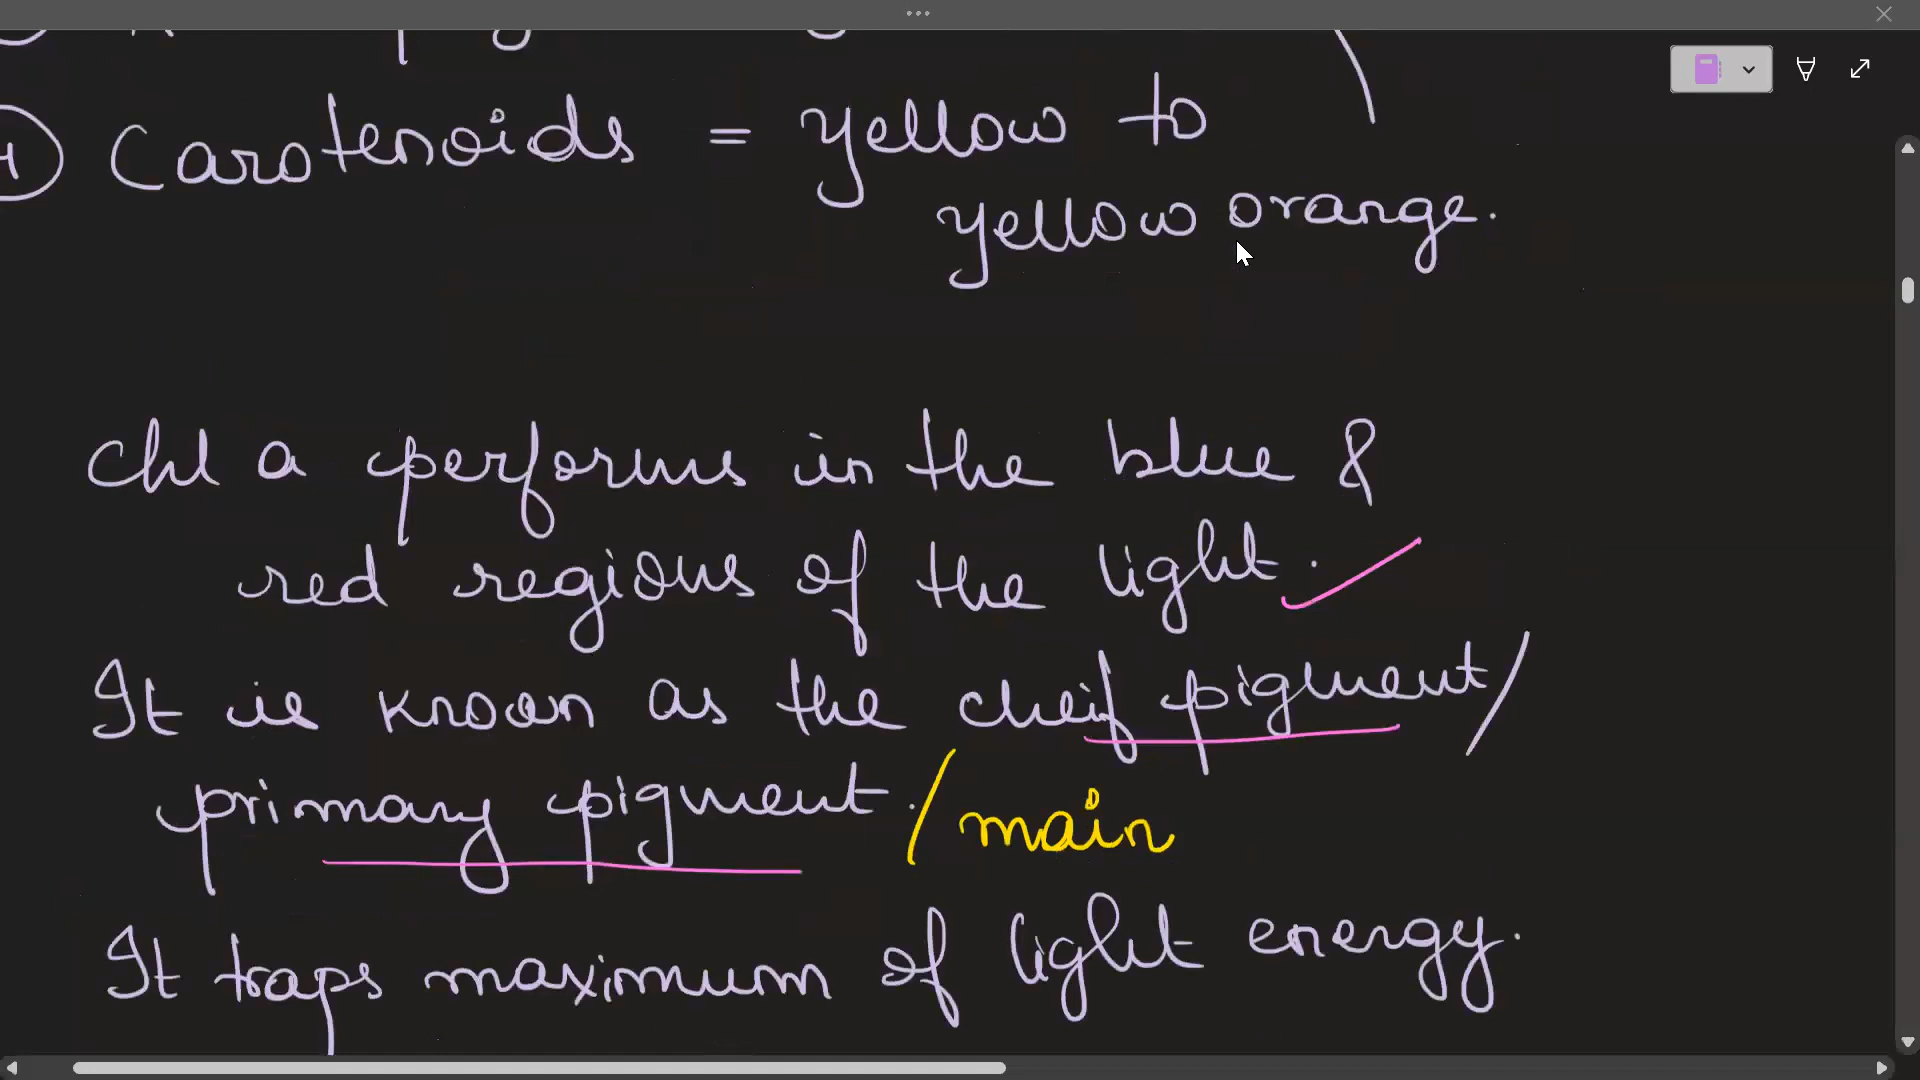 Carotenoids = yellow to
yellow orange.
Chl a performs in the blue &
red regions of the light.
It is known as the cheif pigment/
primary pigment. / main
It traps maximum of light energy.